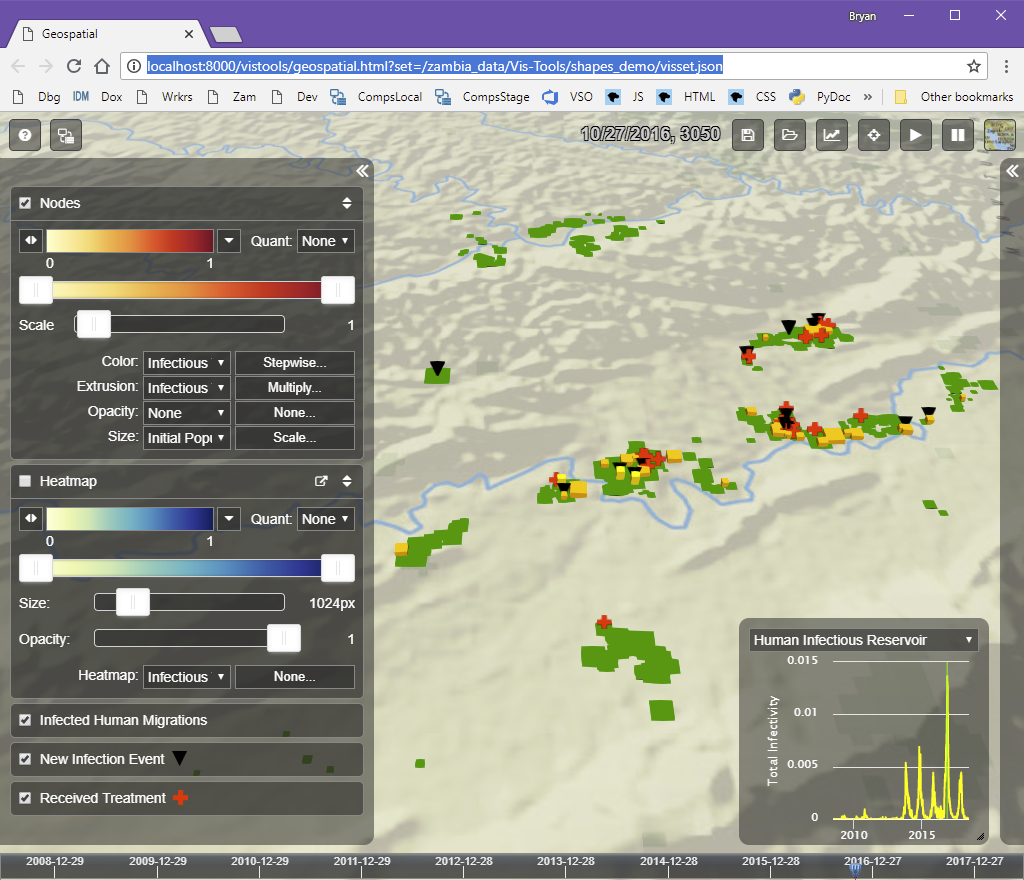 Bryan
Geospatial
localhost:8000/vistools/geospatial.html?set=/zambia_data/Vis-Tools/shapes_demo/visset.json
Dbg IDM Dox Wrkrs Zam Dev CompsLocal CompsStage VSO JS HTML CSS PyDoc » Other bookmarks
10/27/2016, 3050
Nodes
Quant: None
0 1
Scale 1
Color: Infectious Stepwise...
Extrusion: Infectious Multiply...
Opacity: None None...
Size: Initial Popu Scale...
Heatmap
Quant: None
0 1
Size: 1024px
Opacity: 1
Heatmap: Infectious None...
Infected Human Migrations
New Infection Event
Received Treatment
Human Infectious Reservoir
Total Infectivity
0.015
0.01
0.005
0
2010 2015
2008-12-29 2009-12-29 2010-12-29 2011-12-29 2012-12-28 2013-12-28 2014-12-28 2015-12-28 2016-12-27 2017-12-27